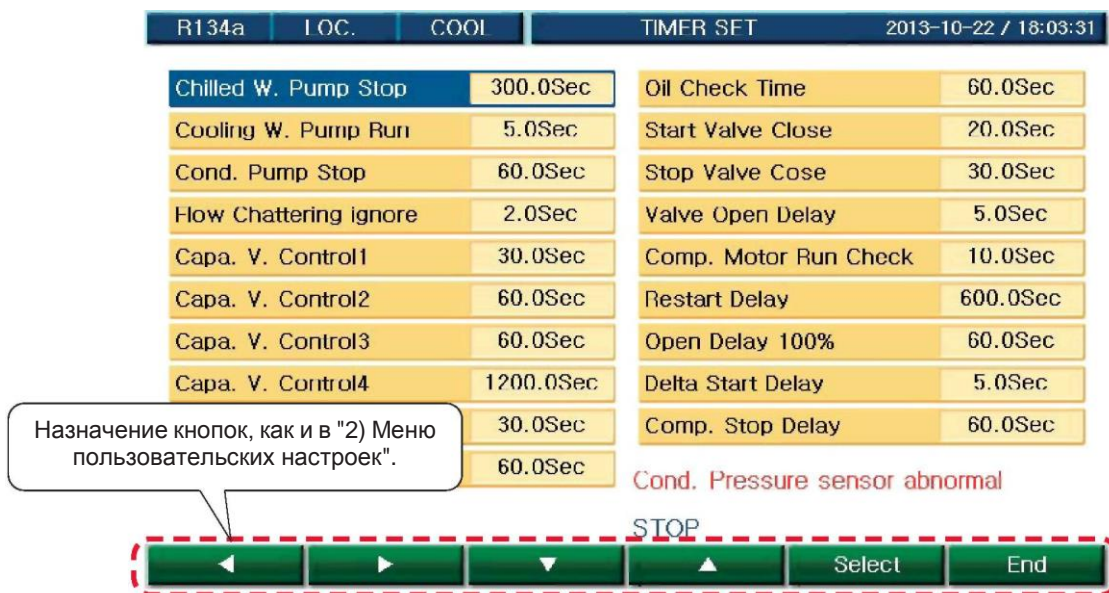 R134a LOC. COOL TIMER SET 2013-10-22 / 18:03:31
Chilled W. Pump Stop 300.0Sec
Cooling W. Pump Run 5.0Sec
Cond. Pump Stop 60.0Sec
Flow Chattering ignore 2.0Sec
Capa. V. Control1 30.0Sec
Capa. V. Control2 60.0Sec
Capa. V. Control3 60.0Sec
Capa. V. Control4 1200.0Sec
30.0Sec
60.0Sec
Oil Check Time 60.0Sec
Start Valve Close 20.0Sec
Stop Valve Cose 30.0Sec
Valve Open Delay 5.0Sec
Comp. Motor Run Check 10.0Sec
Restart Delay 600.0Sec
Open Delay 100% 60.0Sec
Delta Start Delay 5.0Sec
Comp. Stop Delay 60.0Sec
Назначение кнопок, как и в "2) Меню
пользовательских настроек".
Cond. Pressure sensor abnormal
STOP
Select End